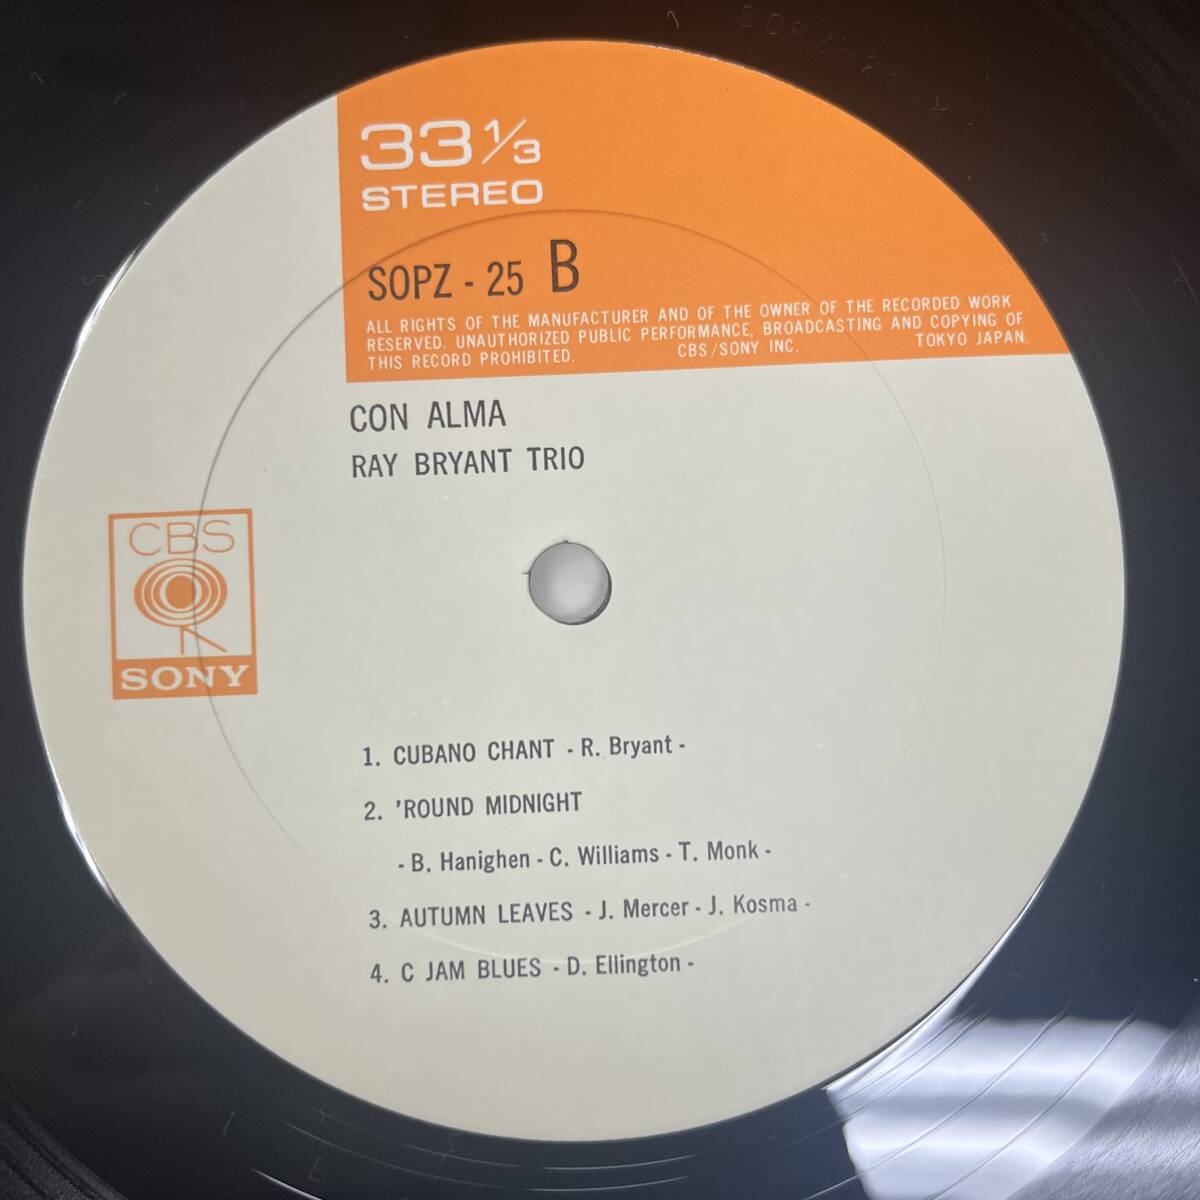 33 1/3
STEREO
SOPZ - 25 B
ALL RIGHTS OF THE MANUFACTURER AND OF THE OWNER OF THE RECORDED WORK
RESERVED. UNAUTHORIZED PUBLIC PERFORMANCE, BROADCASTING AND COPYING OF
THIS RECORD PROHIBITED. CBS/SONY INC. TOKYO JAPAN.
CON ALMA
RAY BRYANT TRIO
CBS
SONY
1. CUBANO CHANT - R. Bryant -
2. 'ROUND MIDNIGHT
- B. Hanighen - C. Williams - T. Monk -
3. AUTUMN LEAVES - J. Mercer - J. Kosma -
4. C JAM BLUES - D. Ellington -